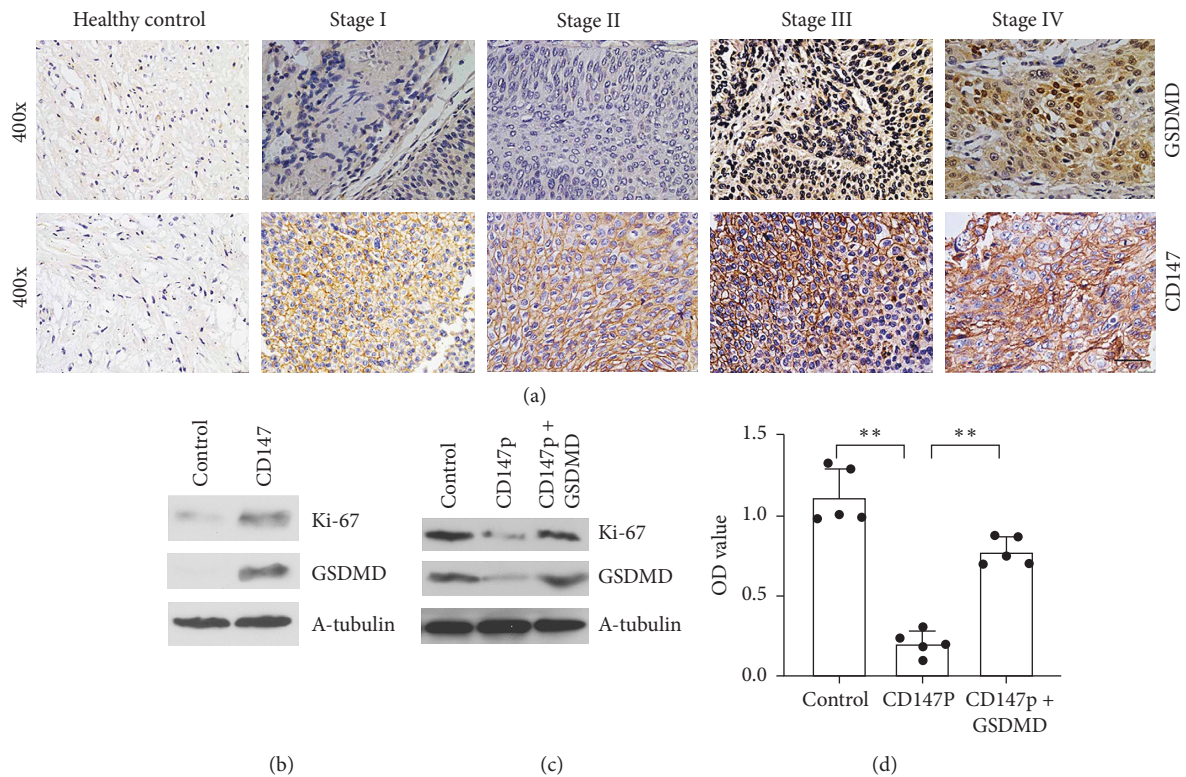 Healthy control
Stage I
Stage II
Stage III
Stage IV
400x
GSDMD
400x
CD147
(a)
Control
CD147
Ki-67
GSDMD
A-tubulin
(b)
Control
CD147p
CD147p +
GSDMD
Ki-67
GSDMD
A-tubulin
(c)
OD value
1.5
1.0
0.5
0.0
**
**
Control
CD147P
CD147p +
GSDMD
(d)